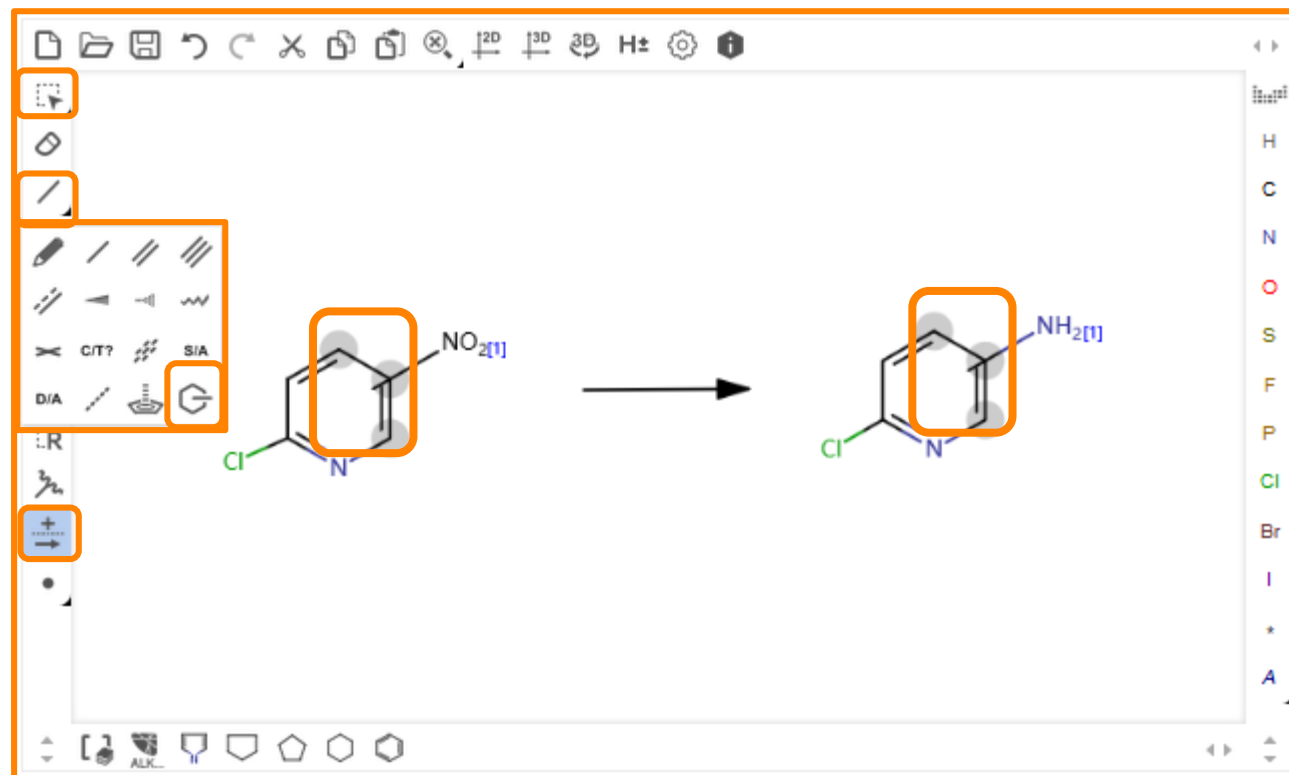 2D 3D 3D H±
H
C
N
O
S
F
P
Cl
Br
I
*
A
C/T? S/A
D/A
R
NO2[1]
Cl
N
NH2[1]
Cl
N
ALK...